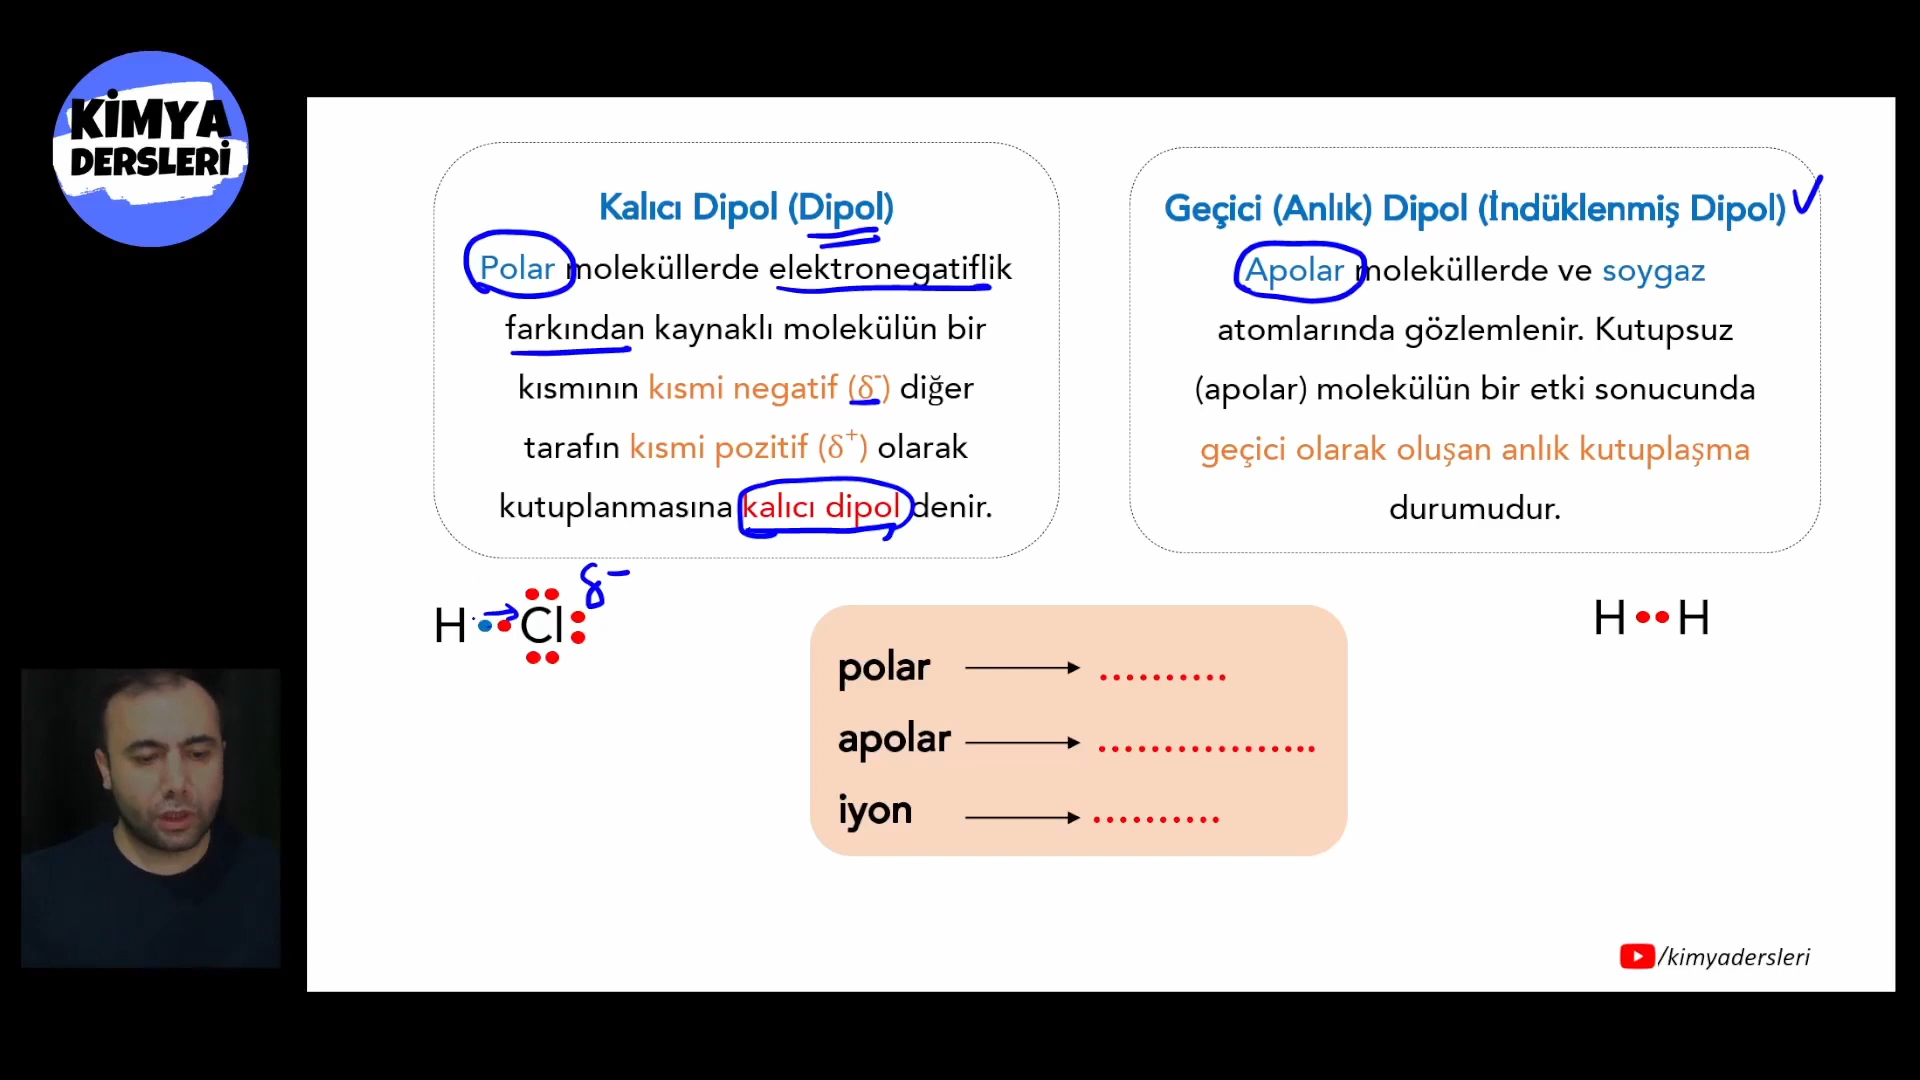 KİMYA
DERSLERİ
Kalıcı Dipol (Dipol)
Polar moleküllerde elektronegatiflik
farkından kaynaklı molekülün bir
kısmının kısmi negatif (δ⁻) diğer
tarafın kısmi pozitif (δ⁺) olarak
kutuplanmasına kalıcı dipol denir.
Geçici (Anlık) Dipol (İndüklenmiş Dipol)
Apolar moleküllerde ve soygaz
atomlarında gözlemlenir. Kutupsuz
(apolar) molekülün bir etki sonucunda
geçici olarak oluşan anlık kutuplaşma
durumudur.
δ⁻
H → Cl
polar → ..........
apolar → .................
iyon → ..........
H •• H
/kimyadersleri